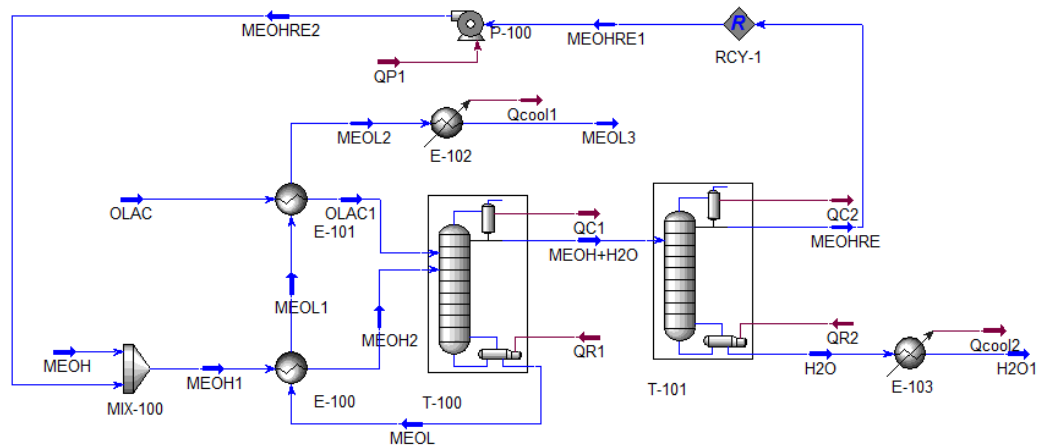 MEOHRE2
P-100
MEOHRE1
R
RCY-1
QP1
MEOL2
Qcool1
E-102
MEOL3
OLAC
E-101
OLAC1
QC1
MEOH+H2O
QC2
MEOHRE
MEOL1
MEOH2
MEOH
MEOH1
MIX-100
E-100
T-100
MEOL
QR1
QR2
Qcool2
H2O
E-103
H2O1
T-101